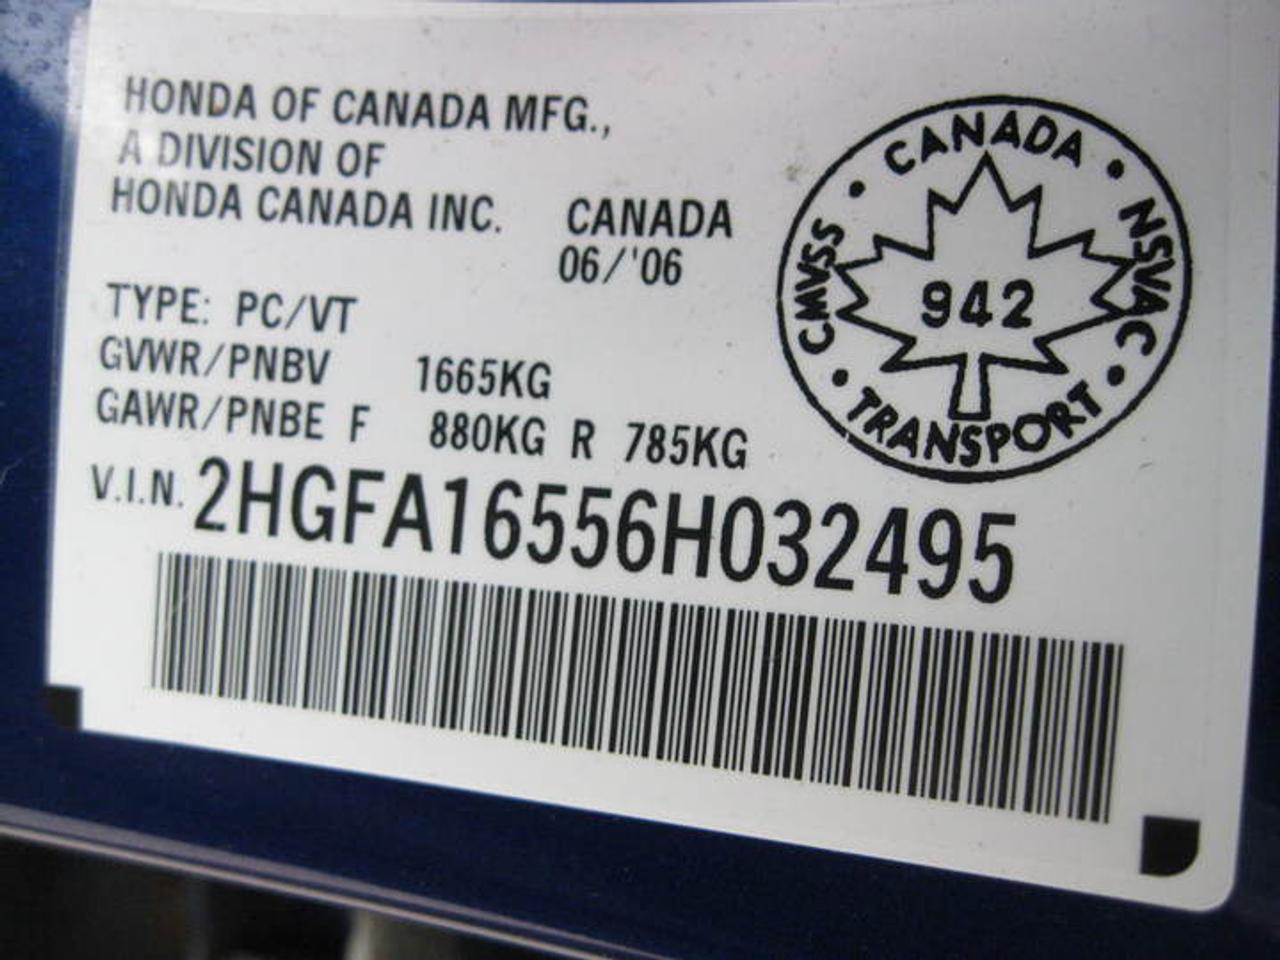 HONDA OF CANADA MFG.,
A DIVISION OF
HONDA CANADA INC. CANADA
06/'06
TYPE: PC/VT
GVWR/PNBV 1665KG
GAWR/PNBE F 880KG R 785KG
V.I.N. 2HGFA16556H032495
CANADA • NSVAC • TRANSPORT • CMVSS •
942